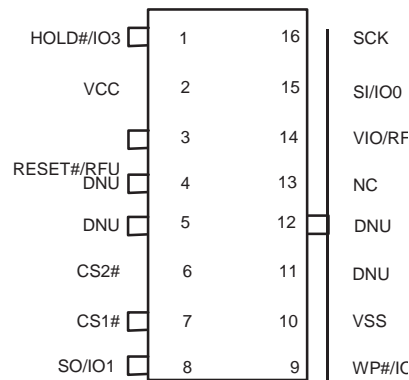 HOLD#/IO3 1 16 SCK
VCC 2 15 SI/IO0
3 14 VIO/RF
RESET#/RFU
DNU 4 13 NC
DNU 5 12 DNU
CS2# 6 11 DNU
CS1# 7 10 VSS
SO/IO1 8 9 WP#/IO